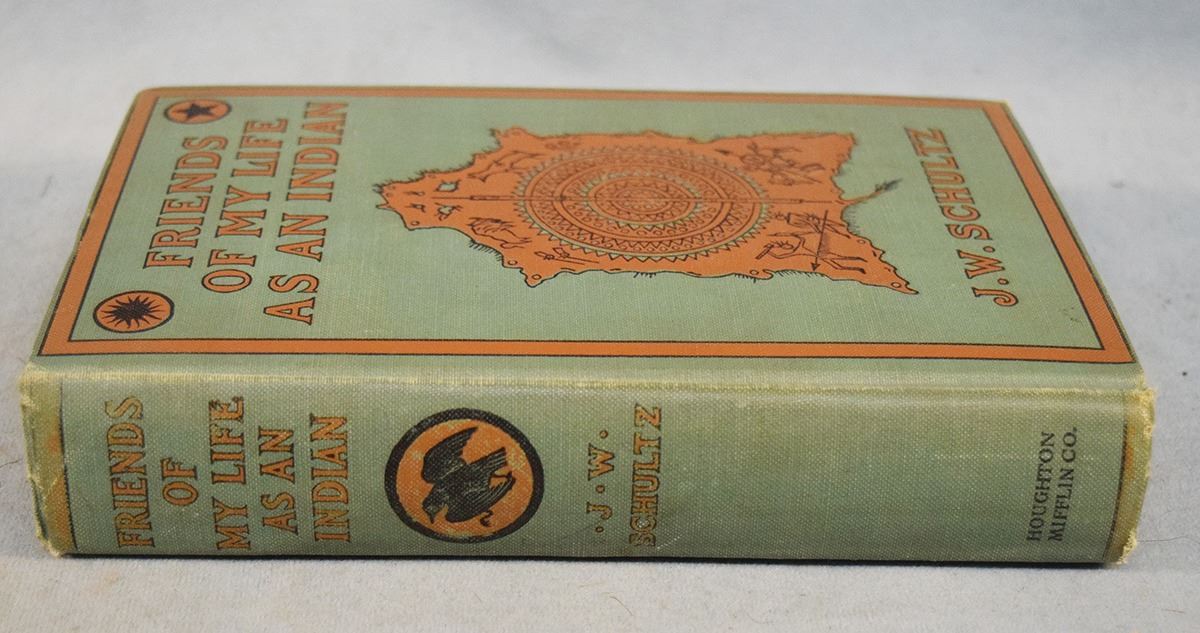 FRIENDS
OF MY LIFE
AS AN INDIAN
J. W. SCHULTZ
FRIENDS
OF
MY LIFE
AS AN
INDIAN
· J · W ·
SCHULTZ
HOUGHTON
MIFFLIN CO.